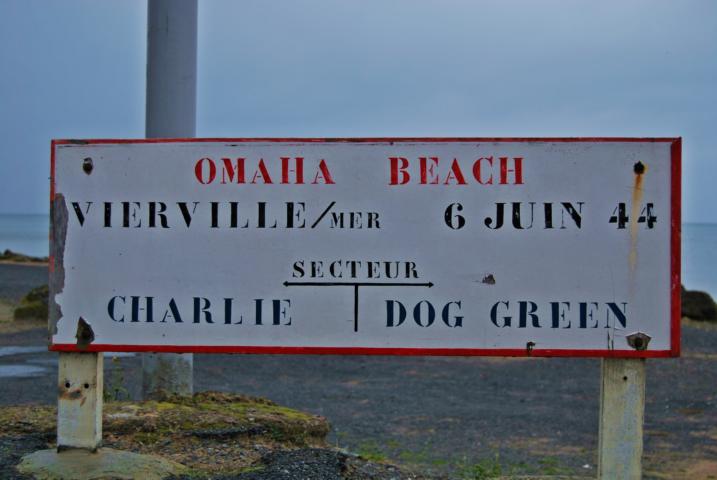 OMAHA BEACH
VIERVILLE/MER 6 JUIN 44
SECTEUR
CHARLIE DOG GREEN